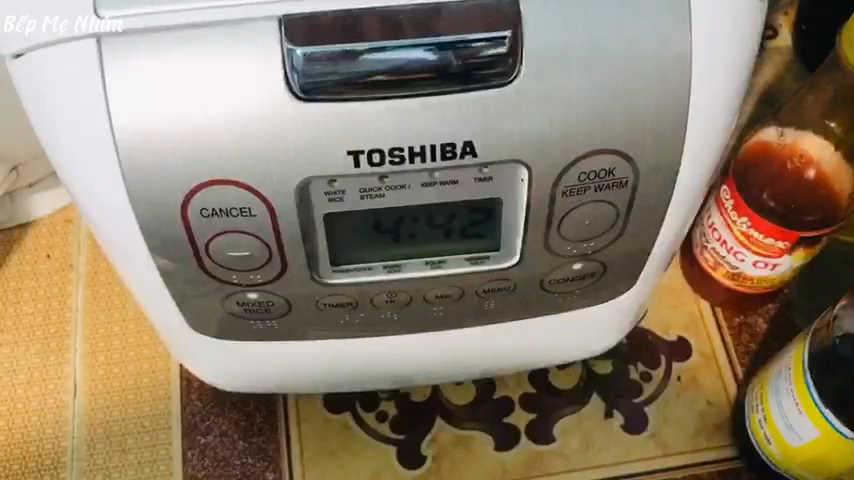 Bếp Mẹ Nhím
TOSHIBA
WHITE RICE
QUICK COOK / STEAM
KEEP WARM
TIMER
4:42
CANCEL
COOK
KEEP WARM
MIXED RICE
TIMER
Hr
Min
MENU
CONGEE
Cholimex
TƯƠNG ỚT